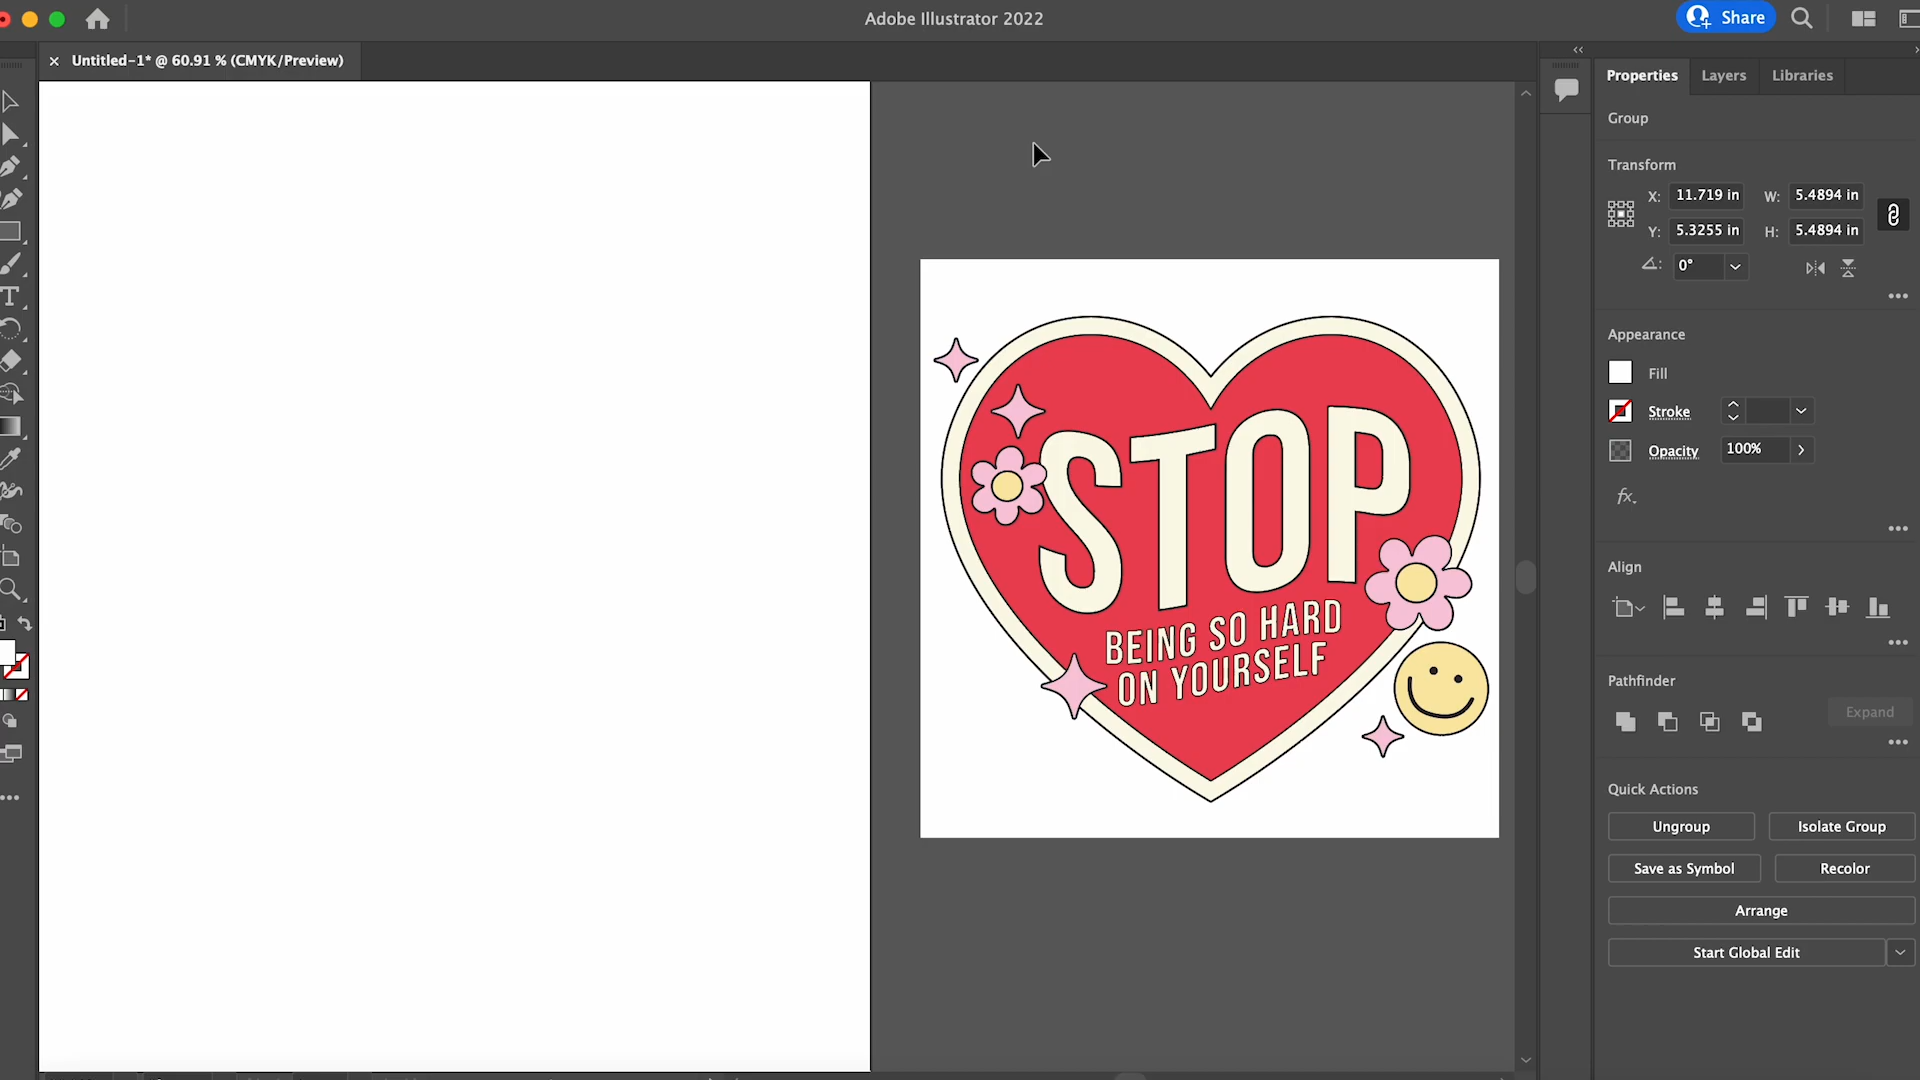 Adobe Illustrator 2022
Share
Untitled-1* @ 60.91 % (CMYK/Preview)
Properties Layers Libraries
Group
Transform
X: 11.719 in W: 5.4894 in
Y: 5.3255 in H: 5.4894 in
0°
Appearance
Fill
Stroke
Opacity 100%
fx.
Align
Pathfinder
Expand
Quick Actions
Ungroup Isolate Group
Save as Symbol Recolor
Arrange
Start Global Edit
STOP
BEING SO HARD
ON YOURSELF